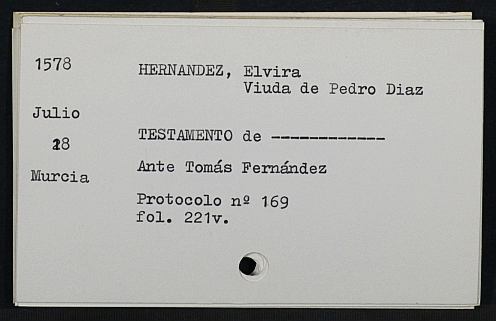 1578
HERNANDEZ, Elvira
Viuda de Pedro Diaz
Julio
28
TESTAMENTO de ------------
Murcia
Ante Tomás Fernández
Protocolo nº 169
fol. 221v.